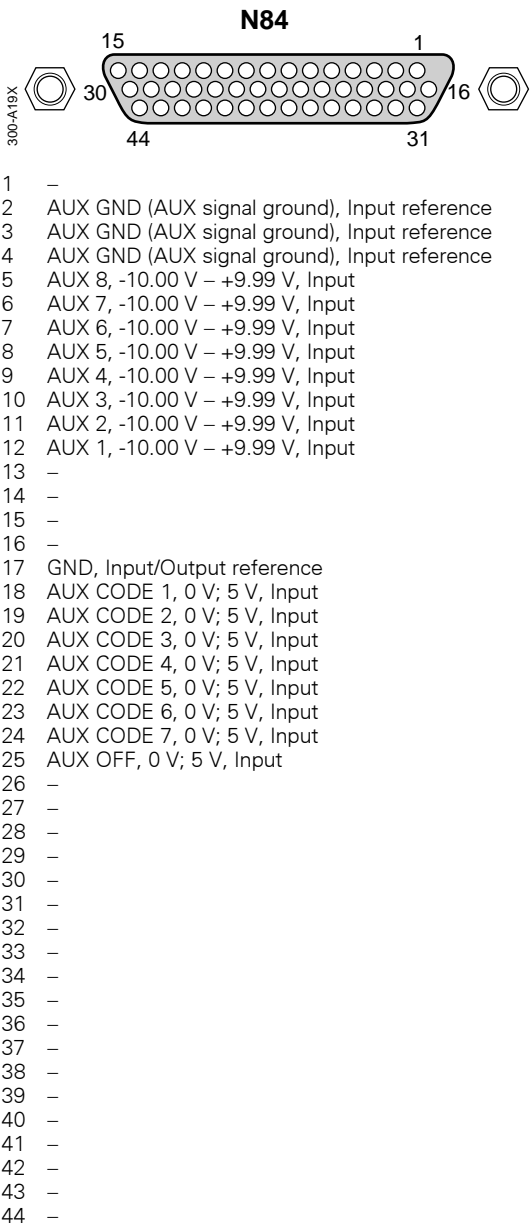 N84
15 1
300-A19X
30 16
44 31
1 –
2 AUX GND (AUX signal ground), Input reference
3 AUX GND (AUX signal ground), Input reference
4 AUX GND (AUX signal ground), Input reference
5 AUX 8, -10.00 V – +9.99 V, Input
6 AUX 7, -10.00 V – +9.99 V, Input
7 AUX 6, -10.00 V – +9.99 V, Input
8 AUX 5, -10.00 V – +9.99 V, Input
9 AUX 4, -10.00 V – +9.99 V, Input
10 AUX 3, -10.00 V – +9.99 V, Input
11 AUX 2, -10.00 V – +9.99 V, Input
12 AUX 1, -10.00 V – +9.99 V, Input
13 –
14 –
15 –
16 –
17 GND, Input/Output reference
18 AUX CODE 1, 0 V; 5 V, Input
19 AUX CODE 2, 0 V; 5 V, Input
20 AUX CODE 3, 0 V; 5 V, Input
21 AUX CODE 4, 0 V; 5 V, Input
22 AUX CODE 5, 0 V; 5 V, Input
23 AUX CODE 6, 0 V; 5 V, Input
24 AUX CODE 7, 0 V; 5 V, Input
25 AUX OFF, 0 V; 5 V, Input
26 –
27 –
28 –
29 –
30 –
31 –
32 –
33 –
34 –
35 –
36 –
37 –
38 –
39 –
40 –
41 –
42 –
43 –
44 –